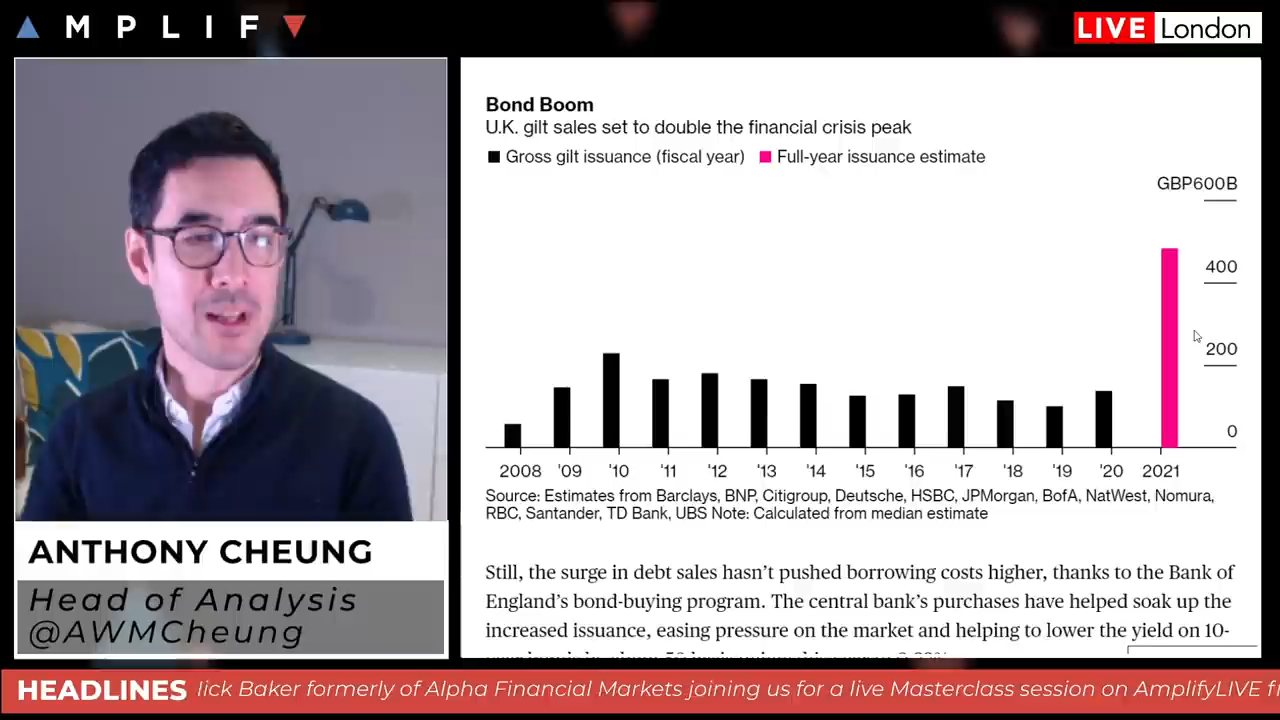 AMPLIFY
LIVE London
Bond Boom
U.K. gilt sales set to double the financial crisis peak
Gross gilt issuance (fiscal year) Full-year issuance estimate
GBP600B
400
200
0
2008 '09 '10 '11 '12 '13 '14 '15 '16 '17 '18 '19 '20 2021
Source: Estimates from Barclays, BNP, Citigroup, Deutsche, HSBC, JPMorgan, BofA, NatWest, Nomura,
RBC, Santander, TD Bank, UBS Note: Calculated from median estimate
Still, the surge in debt sales hasn't pushed borrowing costs higher, thanks to the Bank of
England's bond-buying program. The central bank's purchases have helped soak up the
increased issuance, easing pressure on the market and helping to lower the yield on 10-
ANTHONY CHEUNG
Head of Analysis
@AWMCheung
HEADLINES lick Baker formerly of Alpha Financial Markets joining us for a live Masterclass session on AmplifyLIVE